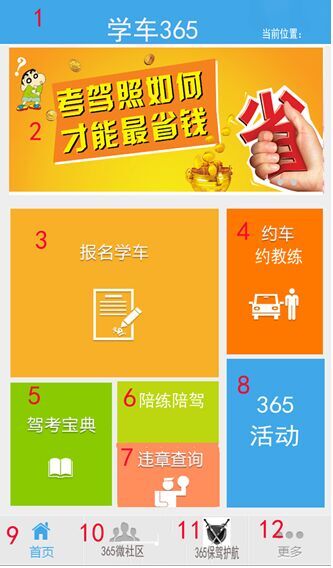 1
学车365
当前位置：
?
2
考驾照如何
才能最省钱
省
3
报名学车
4
约车
约教练
5
驾考宝典
6
陪练陪驾
7
违章查询
8
365
活动
9
首页
10
365微社区
11
365保驾护航
12
更多